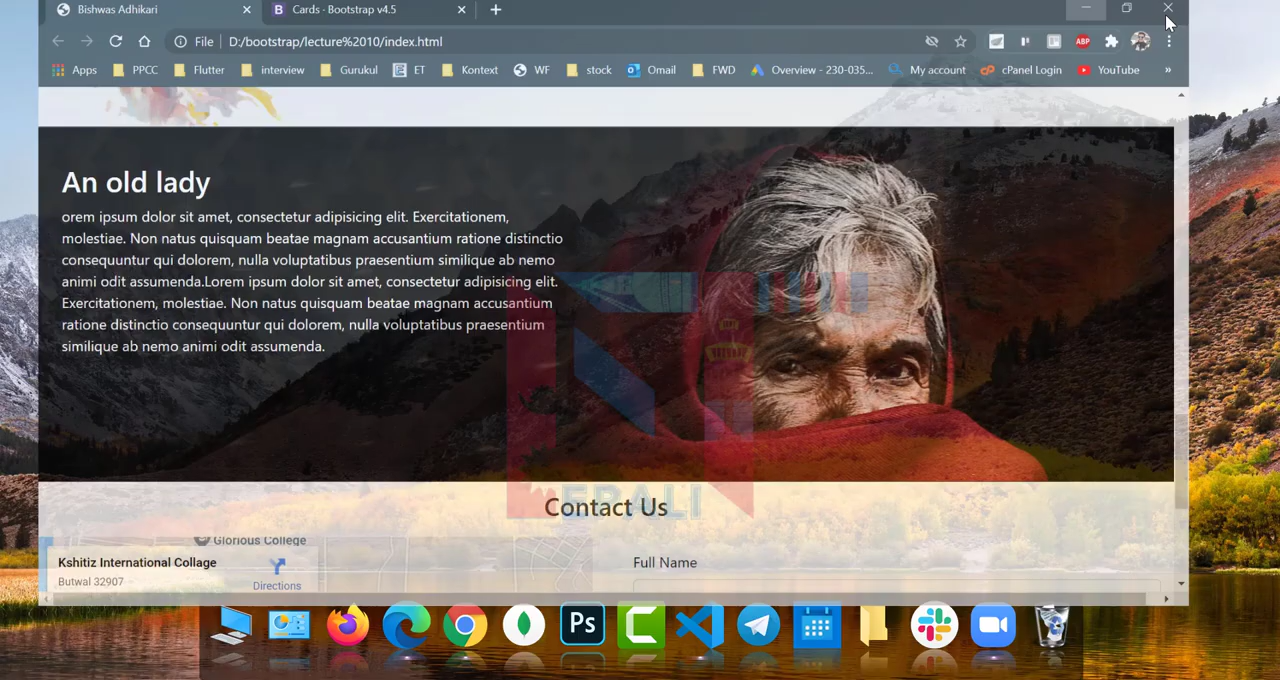 Bishwas Adhikari
B Cards · Bootstrap v4.5
File D:/bootstrap/lecture%2010/index.html
ABP
Apps PPCC Flutter interview Gurukul ET Kontext WF stock Omail FWD Overview - 230-035... My account cPanel Login YouTube »
An old lady
orem ipsum dolor sit amet, consectetur adipisicing elit. Exercitationem,
molestiae. Non natus quisquam beatae magnam accusantium ratione distinctio
consequuntur qui dolorem, nulla voluptatibus praesentium similique ab nemo
animi odit assumenda.Lorem ipsum dolor sit amet, consectetur adipisicing elit.
Exercitationem, molestiae. Non natus quisquam beatae magnam accusantium
ratione distinctio consequuntur qui dolorem, nulla voluptatibus praesentium
similique ab nemo animi odit assumenda.
EPALI
Contact Us
Glorious College
Kshitiz International Collage
Butwal 32907
Directions
Full Name
Ps